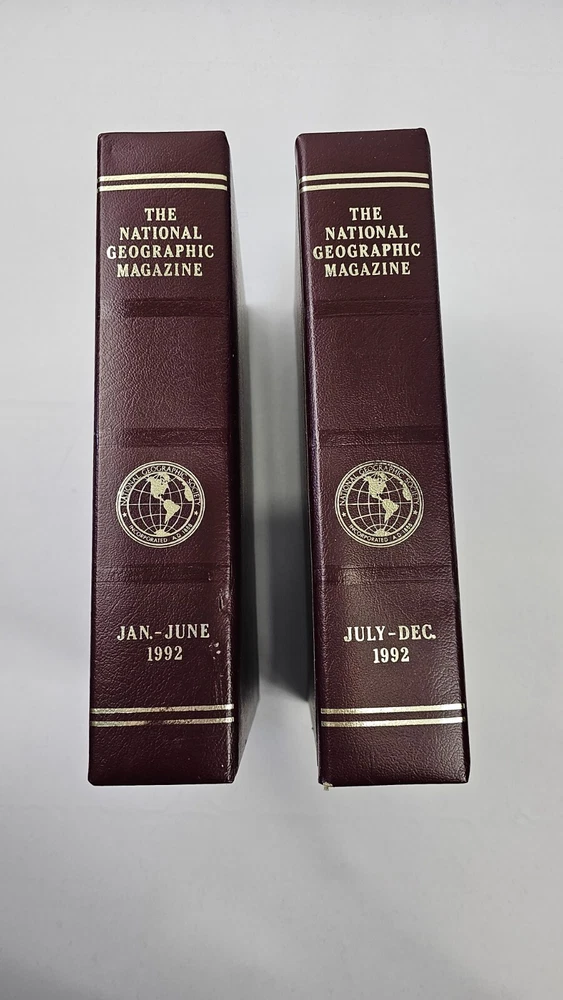 THE
NATIONAL
GEOGRAPHIC
MAGAZINE
NATIONAL GEOGRAPHIC SOCIETY
INCORPORATED A.D. 1888
JAN.-JUNE
1992
THE
NATIONAL
GEOGRAPHIC
MAGAZINE
NATIONAL GEOGRAPHIC SOCIETY
INCORPORATED A.D. 1888
JULY-DEC.
1992